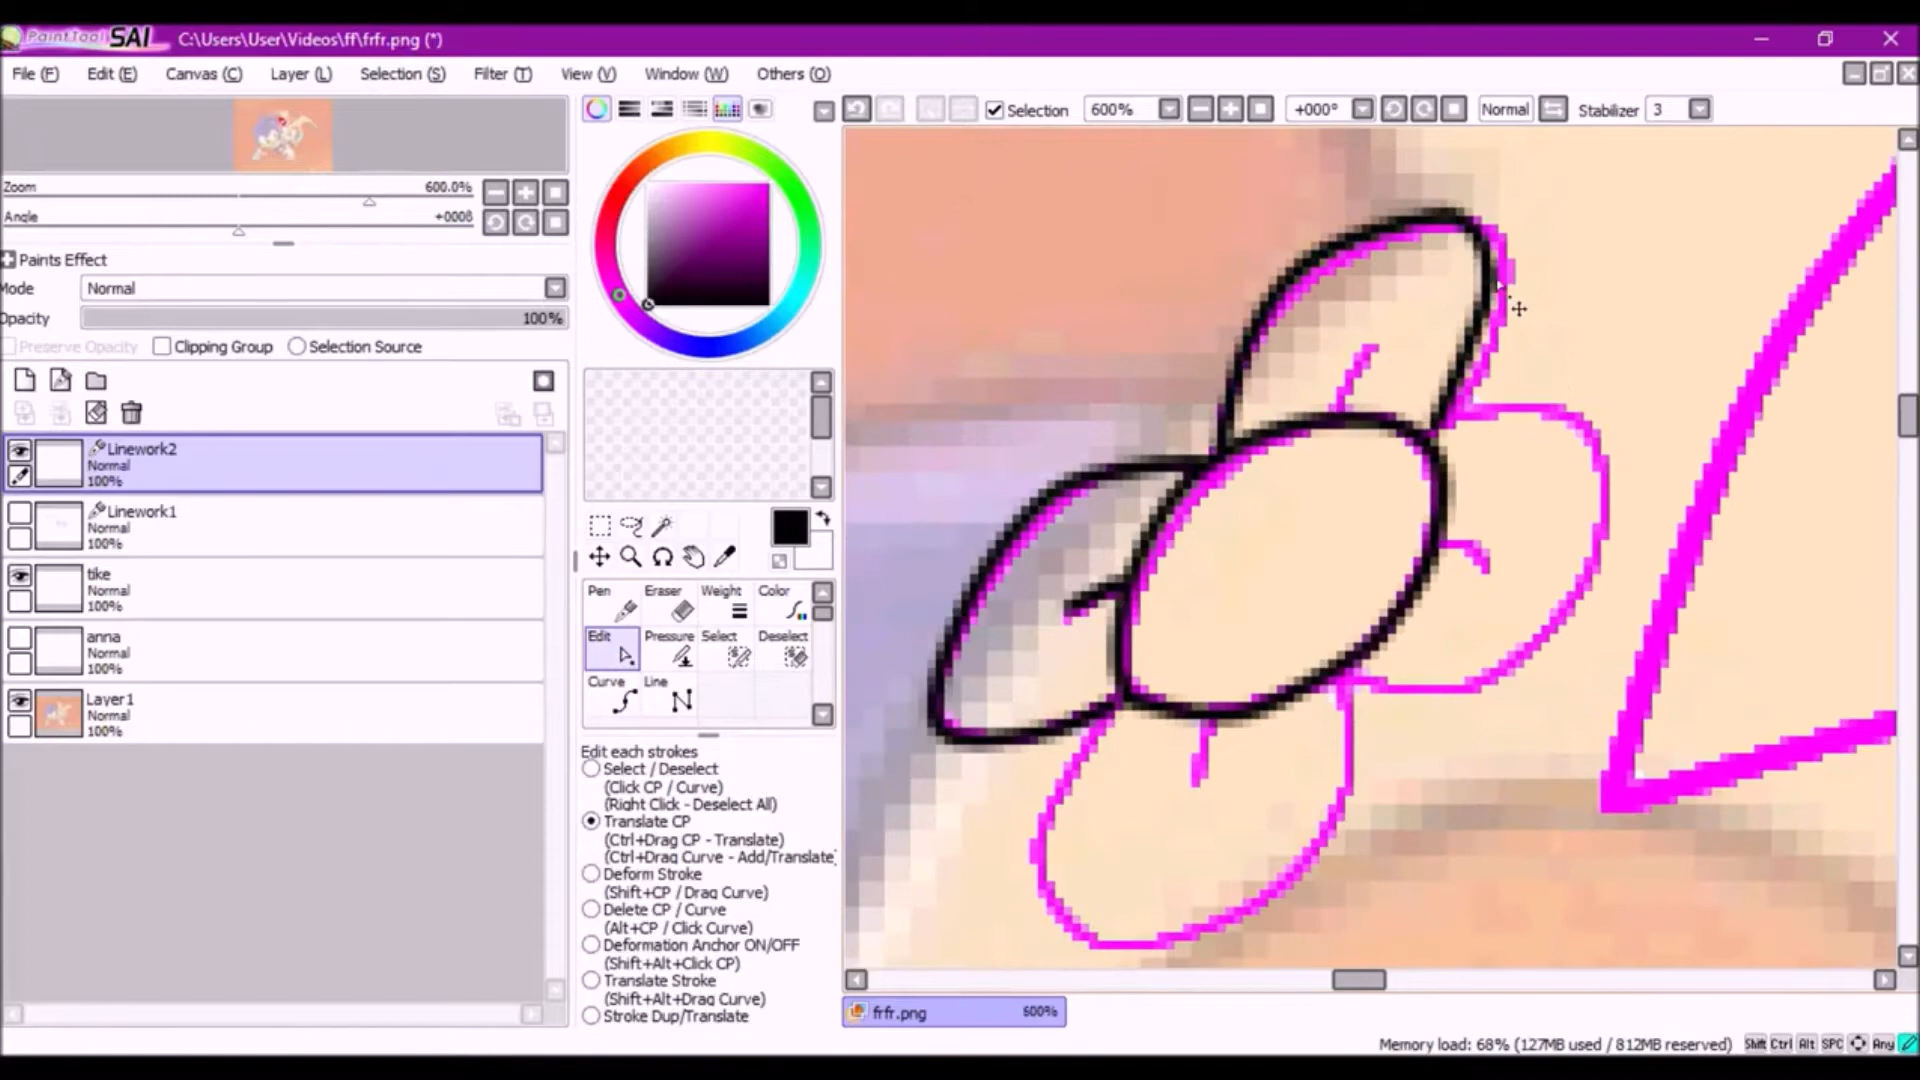 PaintTool SAI C:\Users\User\Videos\ff\frfr.png (*)
File (F) Edit (E) Canvas (C) Layer (L) Selection (S) Filter (T) View (V) Window (W) Others (O)
Selection 600% +000° Normal Stabilizer 3
Zoom 600.0%
Angle +000ß
Paints Effect
Mode Normal
Opacity 100%
Preserve Opacity Clipping Group Selection Source
Linework2
Normal
100%
Linework1
Normal
100%
tike
Normal
100%
anna
Normal
100%
Layer1
Normal
100%
Pen Eraser Weight Color
Edit Pressure Select Deselect
Curve Line
Edit each strokes
Select / Deselect
(Click CP / Curve)
(Right Click - Deselect All)
Translate CP
(Ctrl+Drag CP - Translate)
(Ctrl+Drag Curve - Add/Translate)
Deform Stroke
(Shift+CP / Drag Curve)
Delete CP / Curve
(Alt+CP / Click Curve)
Deformation Anchor ON/OFF
(Shift+Alt+Click CP)
Translate Stroke
(Shift+Alt+Drag Curve)
Stroke Dup/Translate
frfr.png 600%
Memory load: 68% (127MB used / 812MB reserved) Shift Ctrl Alt SPC Any